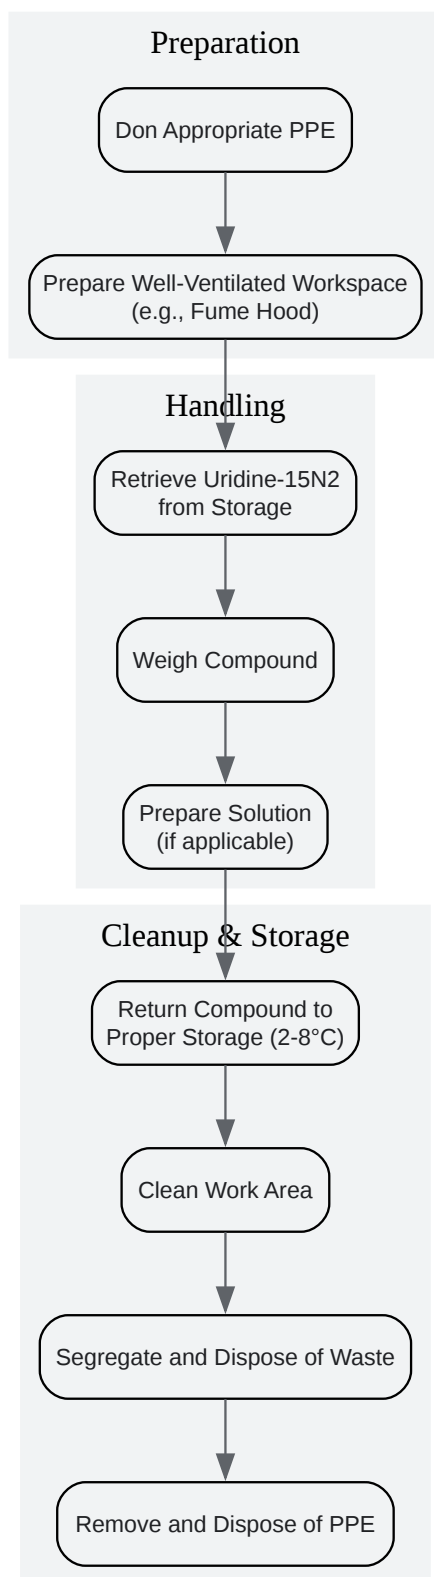 Preparation
Don Appropriate PPE
Prepare Well-Ventilated Workspace
(e.g., Fume Hood)
Handling
Retrieve Uridine-15N2
from Storage
Weigh Compound
Prepare Solution
(if applicable)
Cleanup & Storage
Return Compound to
Proper Storage (2-8°C)
Clean Work Area
Segregate and Dispose of Waste
Remove and Dispose of PPE